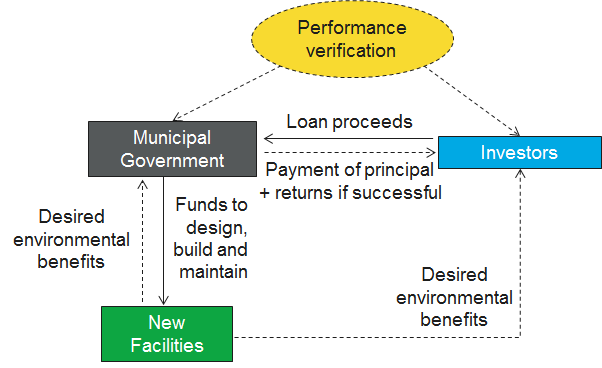 Performance
verification
Municipal
Government
Loan proceeds
Investors
Payment of principal
+ returns if successful
Desired
environmental
benefits
Funds to
design,
build and
maintain
Desired
environmental
benefits
New
Facilities